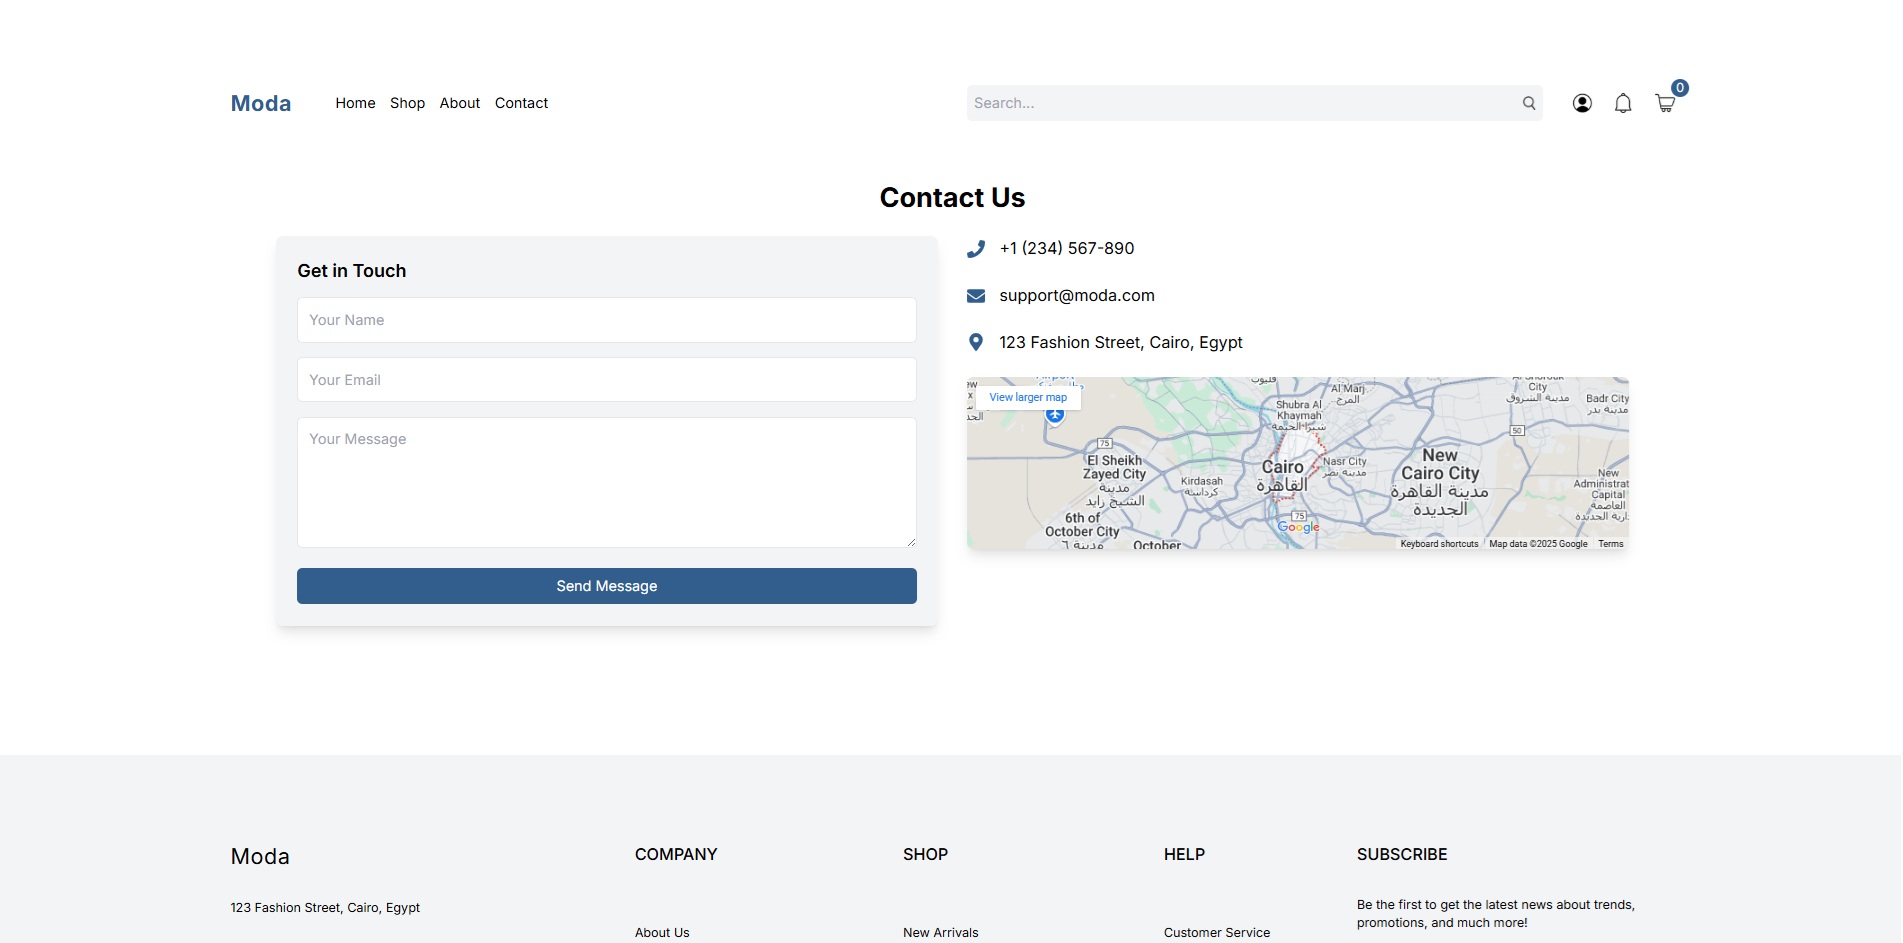 Moda
Home Shop About Contact
Search...
0
Contact Us
Get in Touch
Your Name
Your Email
Your Message
Send Message
+1 (234) 567-890
support@moda.com
123 Fashion Street, Cairo, Egypt
View larger map
قليوب
Al Marj
المرج
City
مدينة الشروق
Badr City
مدينة بدر
Shubra Al
Khaymah
شبرا الخيمة
75
50
El Sheikh
Zayed City
مدينة
الشيخ زايد
Kirdasah
كرداسة
Cairo
القاهرة
Nasr City
مدينة نصر
New
Cairo City
مدينة القاهرة
الجديدة
New
Administrat
Capital
العاصمة
6th of
October City
مدينة ٦
October
75
Google
Keyboard shortcuts Map data ©2025 Google Terms
Moda
123 Fashion Street, Cairo, Egypt
COMPANY
About Us
SHOP
New Arrivals
HELP
Customer Service
SUBSCRIBE
Be the first to get the latest news about trends,
promotions, and much more!